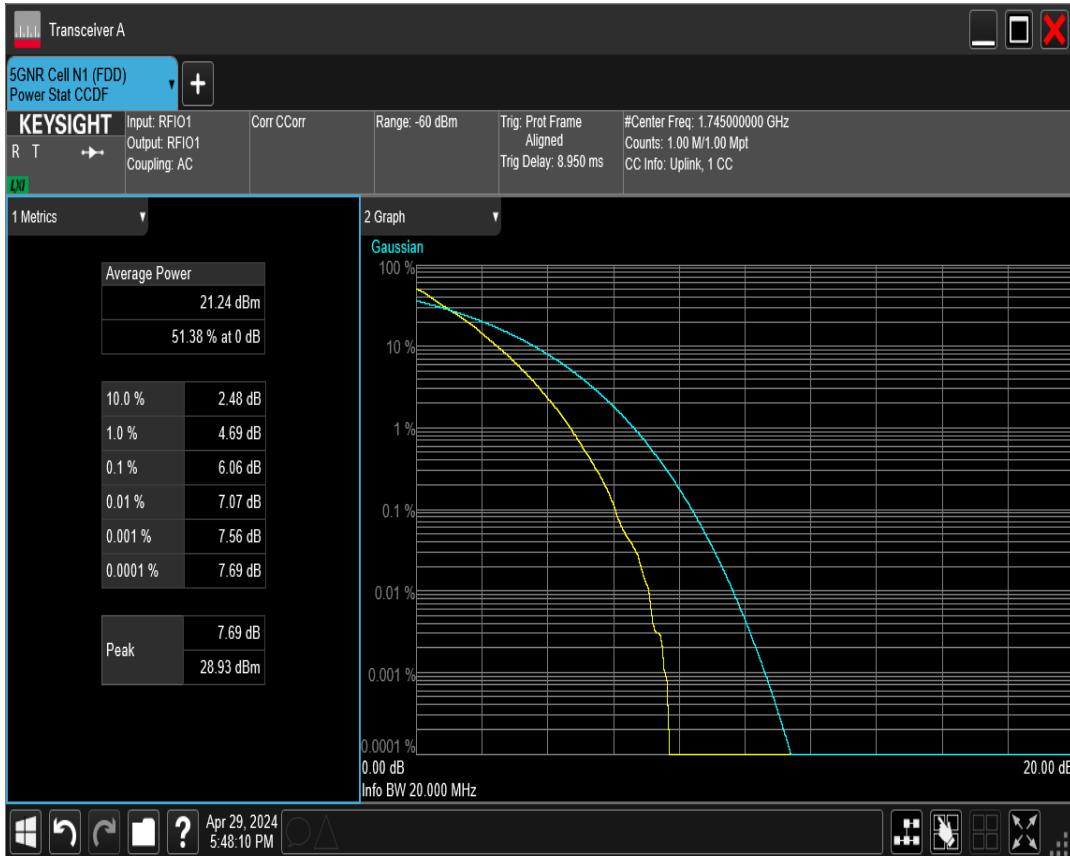 Transceiver A
5GNR Cell N1 (FDD)
Power Stat CCDF
+
KEYSIGHT
R T
LXI
Input: RFIO1
Output: RFIO1
Coupling: AC
Corr CCorr
Range: -60 dBm
Trig: Prot Frame
Aligned
Trig Delay: 8.950 ms
#Center Freq: 1.745000000 GHz
Counts: 1.00 M/1.00 Mpt
CC Info: Uplink, 1 CC
1 Metrics
Average Power
21.24 dBm
51.38 % at 0 dB
10.0 % 2.48 dB
1.0 % 4.69 dB
0.1 % 6.06 dB
0.01 % 7.07 dB
0.001 % 7.56 dB
0.0001 % 7.69 dB
Peak
7.69 dB
28.93 dBm
2 Graph
Gaussian
100 %
10 %
1 %
0.1 %
0.01 %
0.001 %
0.0001 %
0.00 dB 20.00 dB
Info BW 20.000 MHz
?
Apr 29, 2024
5:48:10 PM